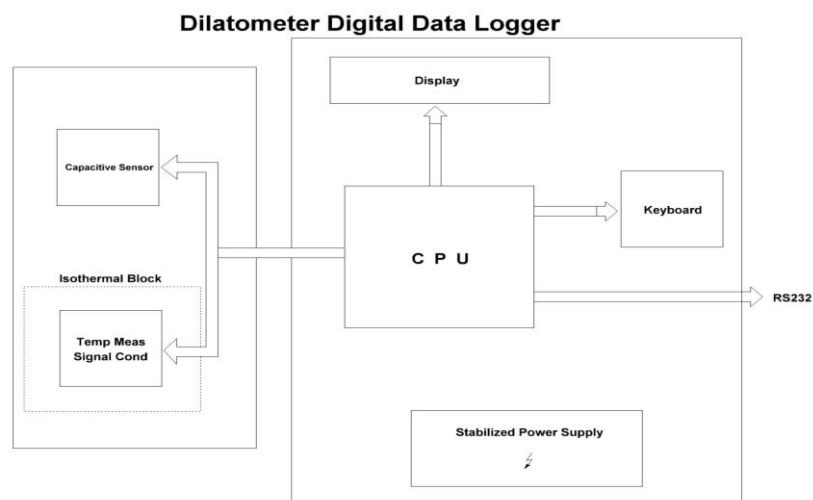 Dilatometer Digital Data Logger
Display
Capacitive Sensor
Keyboard
C P U
Isothermal Block
RS232
Temp Meas
Signal Cond
Stabilized Power Supply